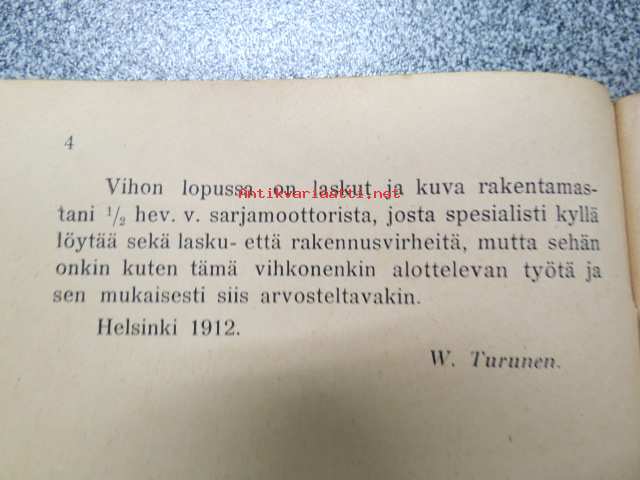 4
Vihon lopussa on laskut ja kuva rakentamas-
tani 1/2 hev. v. sarjamoottorista, josta spesialisti kyllä
löytää sekä lasku- että rakennusvirheitä, mutta sehän
onkin kuten tämä vihkonenkin alottelevan työtä ja
sen mukaisesti siis arvosteltavakin.
Helsinki 1912.
W. Turunen.
Antikvariaatti.net